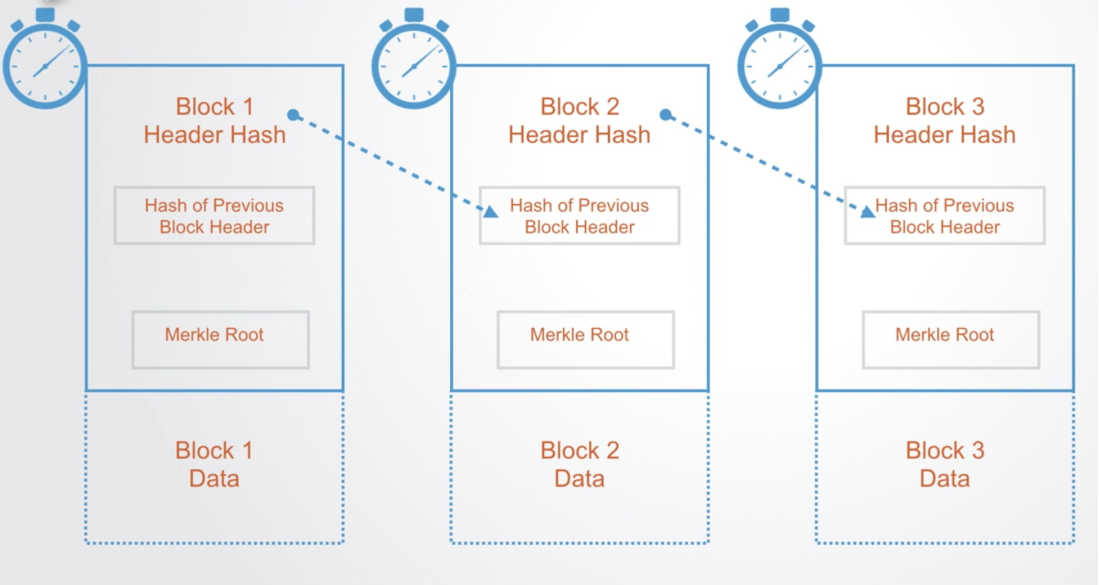 Block 1
Header Hash
Hash of Previous
Block Header
Merkle Root
Block 1
Data
Block 2
Header Hash
Hash of Previous
Block Header
Merkle Root
Block 2
Data
Block 3
Header Hash
Hash of Previous
Block Header
Merkle Root
Block 3
Data